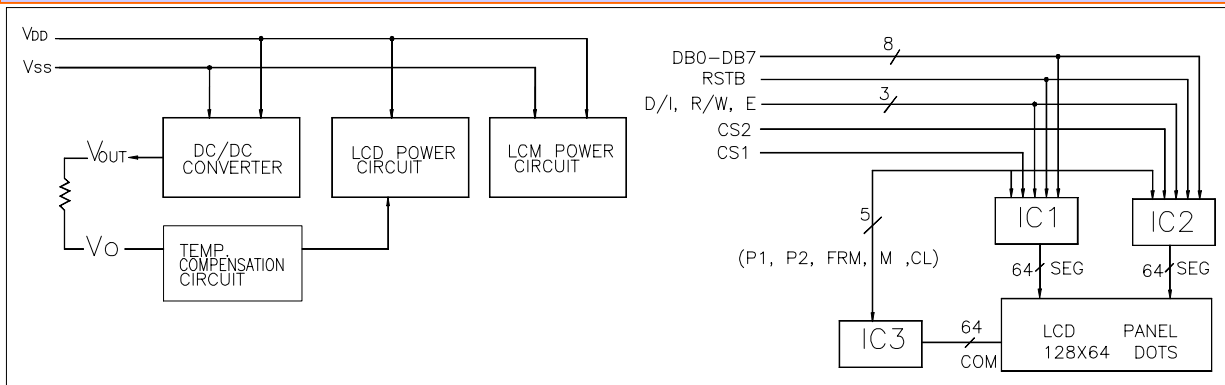 VDD
Vss
DC/DC
CONVERTER
LCD POWER
CIRCUIT
LCM POWER
CIRCUIT
VOUT
VO
TEMP.
COMPENSATION
CIRCUIT
DB0-DB7
8
RSTB
D/I, R/W, E
3
CS2
CS1
5
(P1, P2, FRM, M ,CL)
IC1
IC2
64 SEG
64 SEG
IC3
64
COM
LCD PANEL
128X64 DOTS